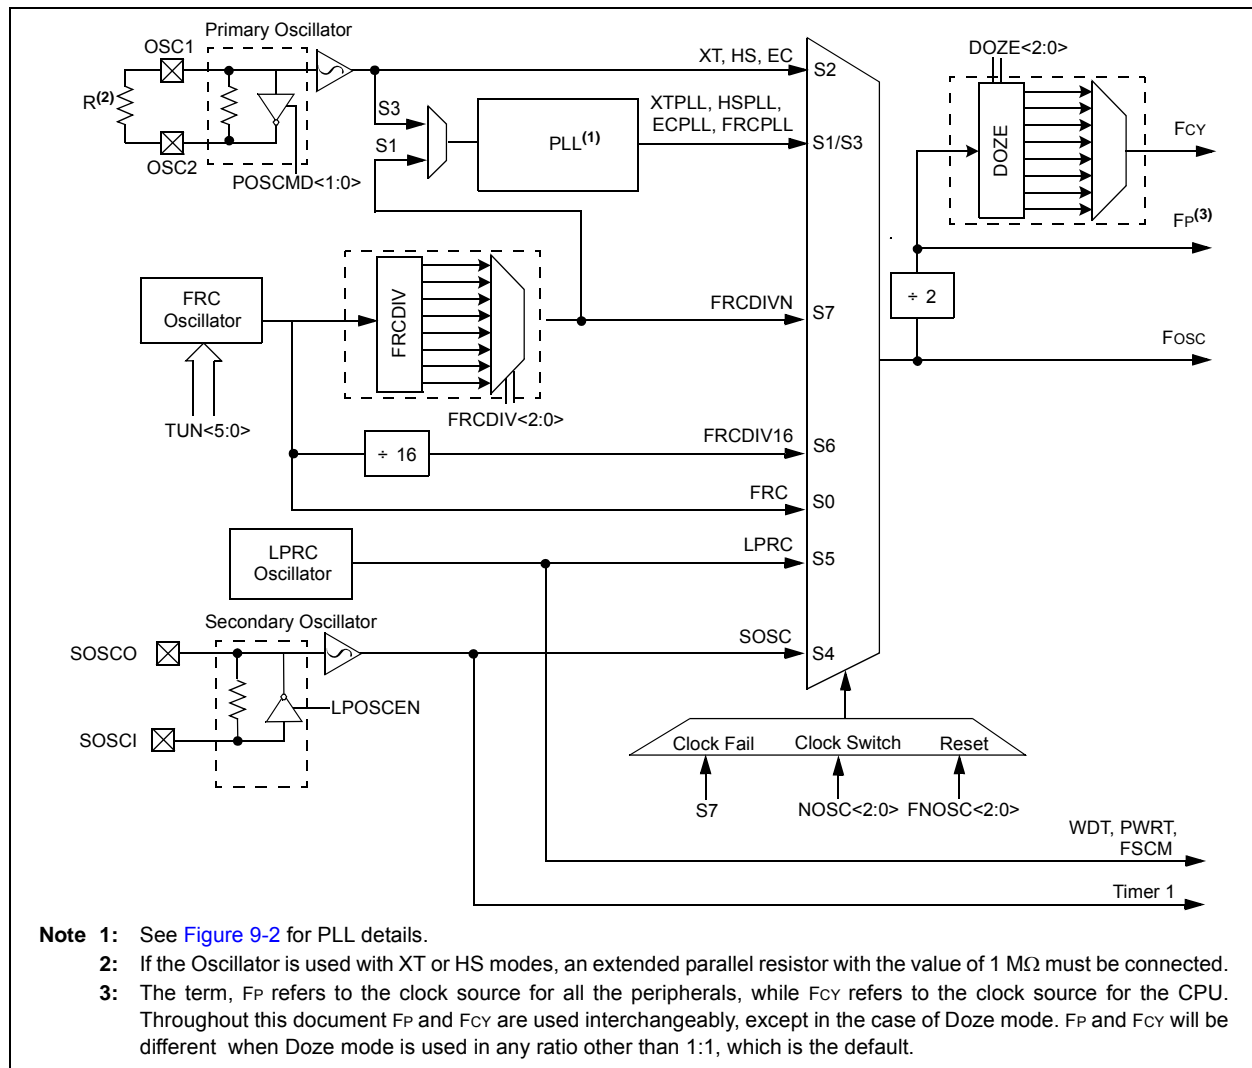 Primary Oscillator
OSC1
R(2)
OSC2
POSCMD<1:0>
S3
S1
PLL(1)
XT, HS, EC
XTPLL, HSPLL,
ECPLL, FRCPLL
S2
S1/S3
DOZE<2:0>
DOZE
FCY
FP(3)
÷ 2
FOSC
FRC
Oscillator
TUN<5:0>
FRCDIV
FRCDIV<2:0>
FRCDIVN
S7
÷ 16
FRCDIV16
S6
FRC
S0
LPRC
Oscillator
LPRC
S5
Secondary Oscillator
SOSCO
SOSCI
LPOSCEN
SOSC
S4
Clock Fail
Clock Switch
Reset
S7
NOSC<2:0>
FNOSC<2:0>
WDT, PWRT,
FSCM
Timer 1
Note 1: See Figure 9-2 for PLL details.
2: If the Oscillator is used with XT or HS modes, an extended parallel resistor with the value of 1 MΩ must be connected.
3: The term, FP refers to the clock source for all the peripherals, while FCY refers to the clock source for the CPU.
Throughout this document FP and FCY are used interchangeably, except in the case of Doze mode. FP and FCY will be
different when Doze mode is used in any ratio other than 1:1, which is the default.